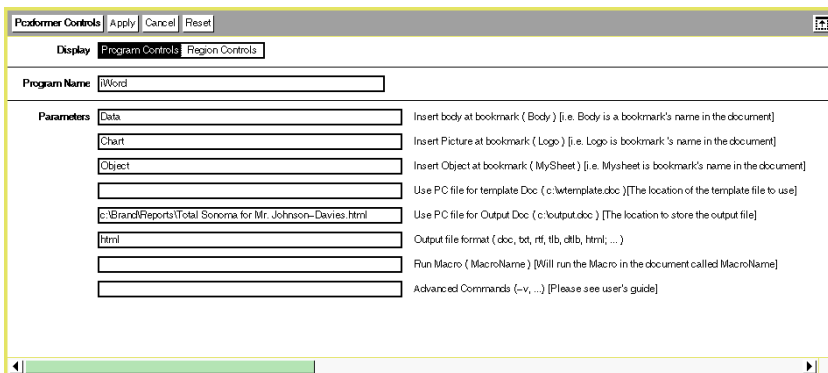 Pcxformer Controls Apply Cancel Reset
Display Program Controls Region Controls
Program Name iWord
Parameters Data Insert body at bookmark ( Body ) [i.e. Body is a bookmark's name in the document]
Chart Insert Picture at bookmark ( Logo ) [i.e. Logo is bookmark 's name in the document]
Object Insert Object at bookmark ( MySheet ) [i.e. Mysheet is bookmark's name in the document]
Use PC file for template Doc ( c:\wtemplate.doc )[The location of the template file to use]
c:\Brand\Reports\Total Sonoma for Mr. Johnson–Davies.html Use PC file for Output Doc ( c:\output.doc ) [The location to store the output file]
html Output file format ( doc, txt, rtf, tlb, dtlb, html; ... )
Run Macro ( MacroName ) [Will run the Macro in the document called MacroName]
Advanced Commands (–v, ...) [Please see user's guide]